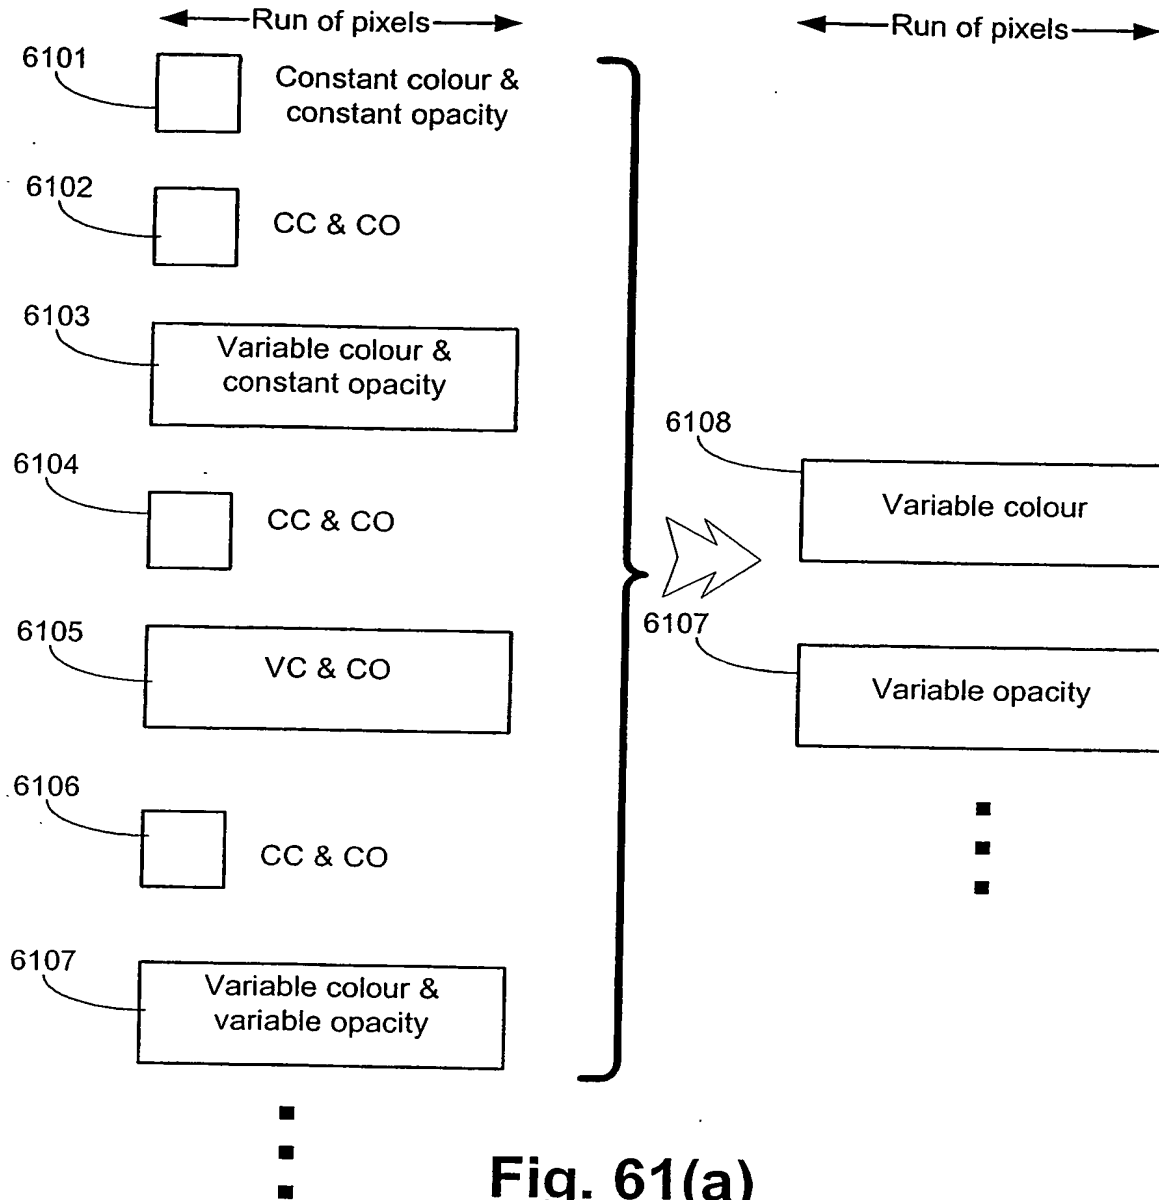 Run of pixels
Run of pixels
6101
Constant colour &
constant opacity
6102
CC & CO
6103
Variable colour &
constant opacity
6104
CC & CO
6105
VC & CO
6106
CC & CO
6107
Variable colour &
variable opacity
6108
Variable colour
6107
Variable opacity
Fig. 61(a)